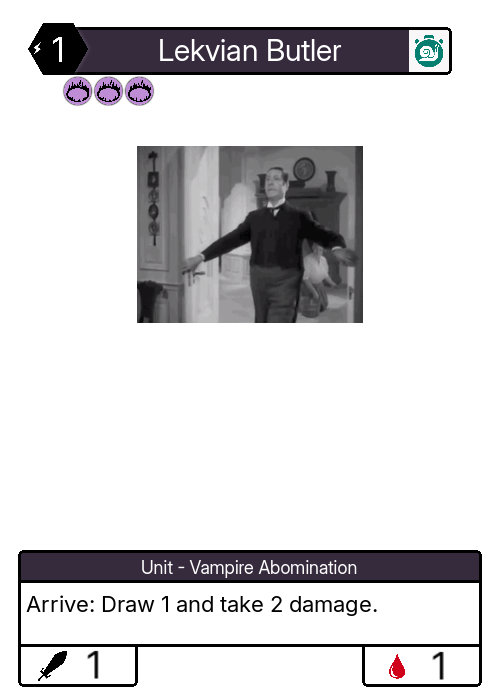 1
Lekvian Butler
Unit - Vampire Abomination
Arrive: Draw 1 and take 2 damage.
1
1